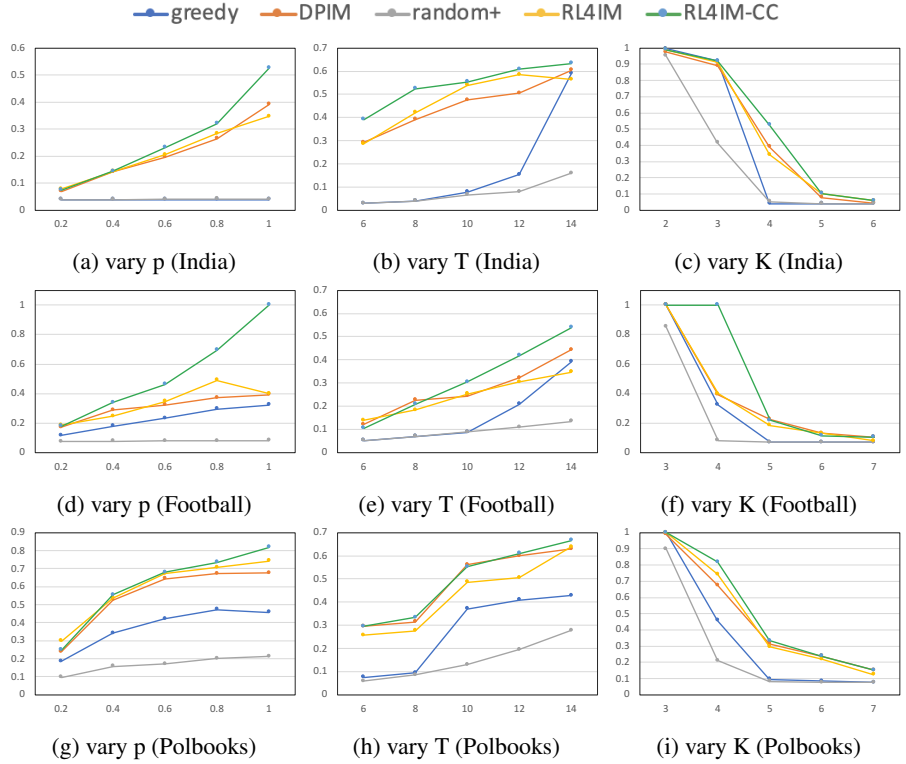 greedy DPIM random+ RL4IM RL4IM-CC
0.6 0.5 0.4 0.3 0.2 0.1 0
0.2 0.4 0.6 0.8 1
0.7 0.6 0.5 0.4 0.3 0.2 0.1 0
6 8 10 12 14
1 0.9 0.8 0.7 0.6 0.5 0.4 0.3 0.2 0.1 0
2 3 4 5 6
(a) vary p (India) (b) vary T (India) (c) vary K (India)
1 0.8 0.6 0.4 0.2 0
0.2 0.4 0.6 0.8 1
0.7 0.6 0.5 0.4 0.3 0.2 0.1 0
6 8 10 12 14
1 0.8 0.6 0.4 0.2 0
3 4 5 6 7
(d) vary p (Football) (e) vary T (Football) (f) vary K (Football)
0.9 0.8 0.7 0.6 0.5 0.4 0.3 0.2 0.1 0
0.2 0.4 0.6 0.8 1
0.7 0.6 0.5 0.4 0.3 0.2 0.1 0
6 8 10 12 14
1 0.9 0.8 0.7 0.6 0.5 0.4 0.3 0.2 0.1 0
3 4 5 6 7
(g) vary p (Polbooks) (h) vary T (Polbooks) (i) vary K (Polbooks)